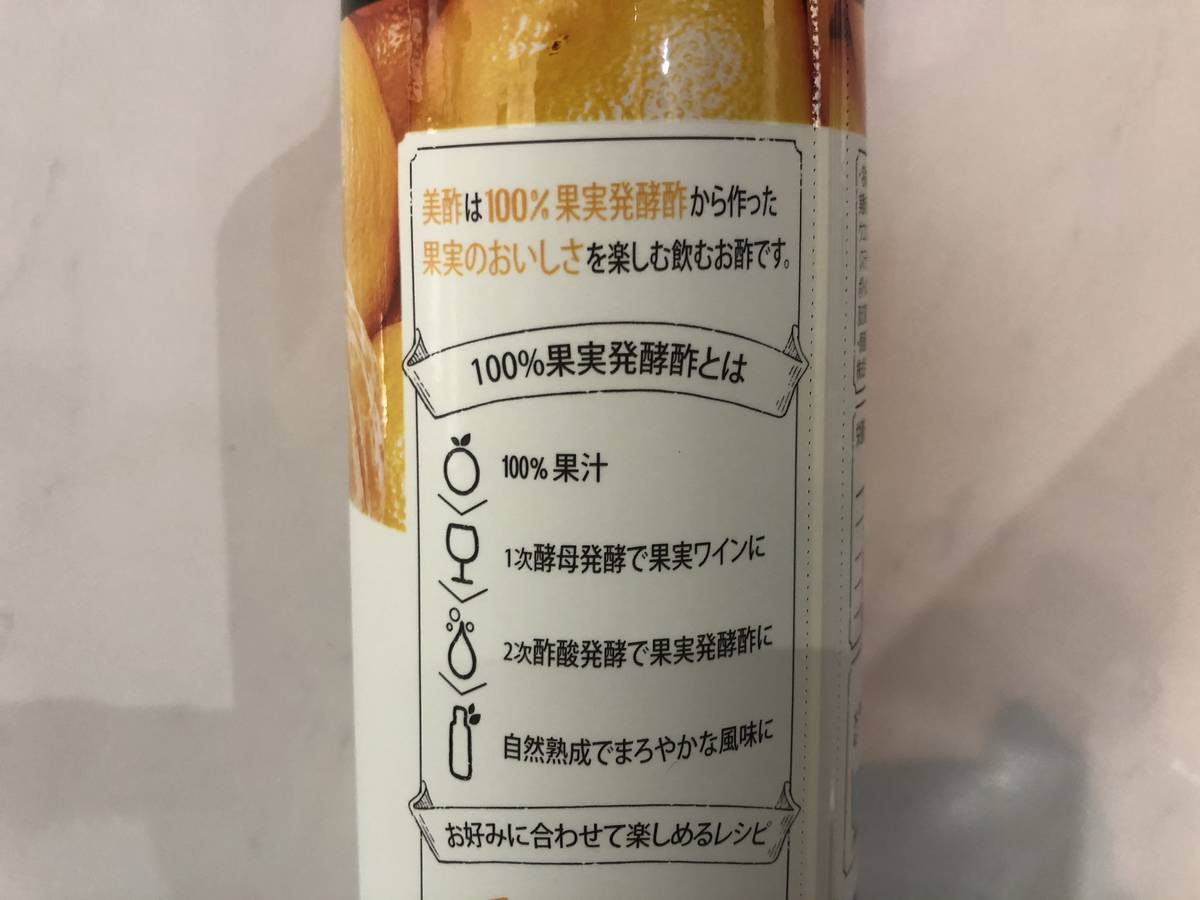 美酢は100%果実発酵酢から作った
果実のおいしさを楽しむ飲むお酢です。
100%果実発酵酢とは
100% 果汁
1次酵母発酵で果実ワインに
2次酢酸発酵で果実発酵酢に
自然熟成でまろやかな風味に
お好みに合わせて楽しめるレシピ